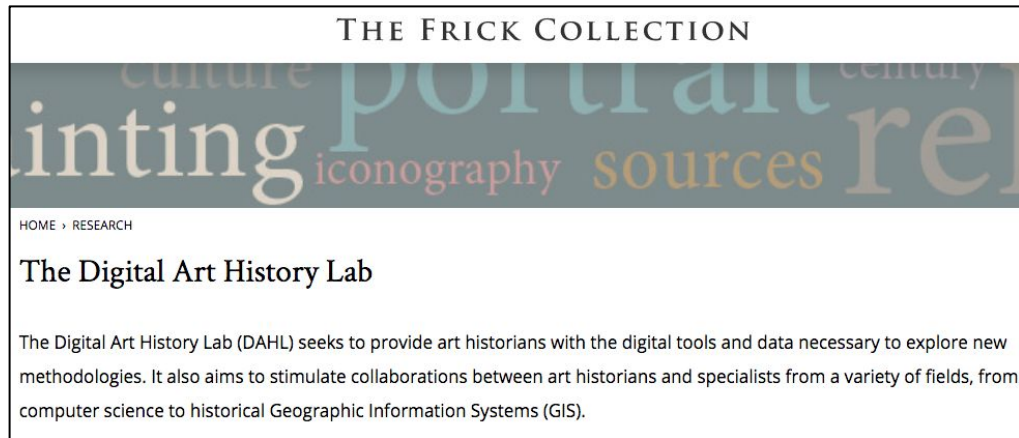 THE FRICK COLLECTION
culture portrait century
inting iconography sources re
HOME › RESEARCH
The Digital Art History Lab
The Digital Art History Lab (DAHL) seeks to provide art historians with the digital tools and data necessary to explore new
methodologies. It also aims to stimulate collaborations between art historians and specialists from a variety of fields, from
computer science to historical Geographic Information Systems (GIS).